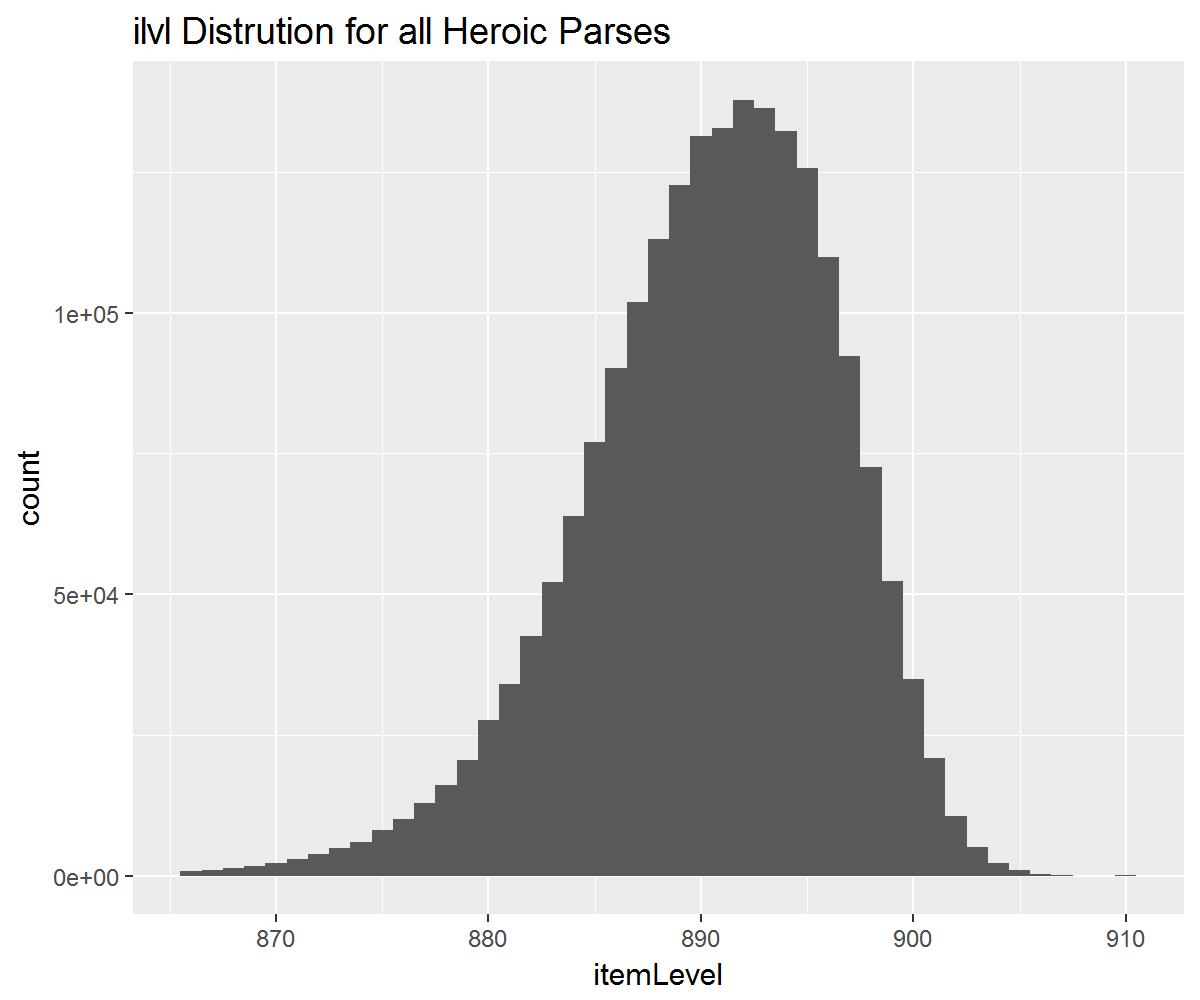 ilvl Distrution for all Heroic Parses
count
1e+05
5e+04
0e+00
870 880 890 900 910
itemLevel